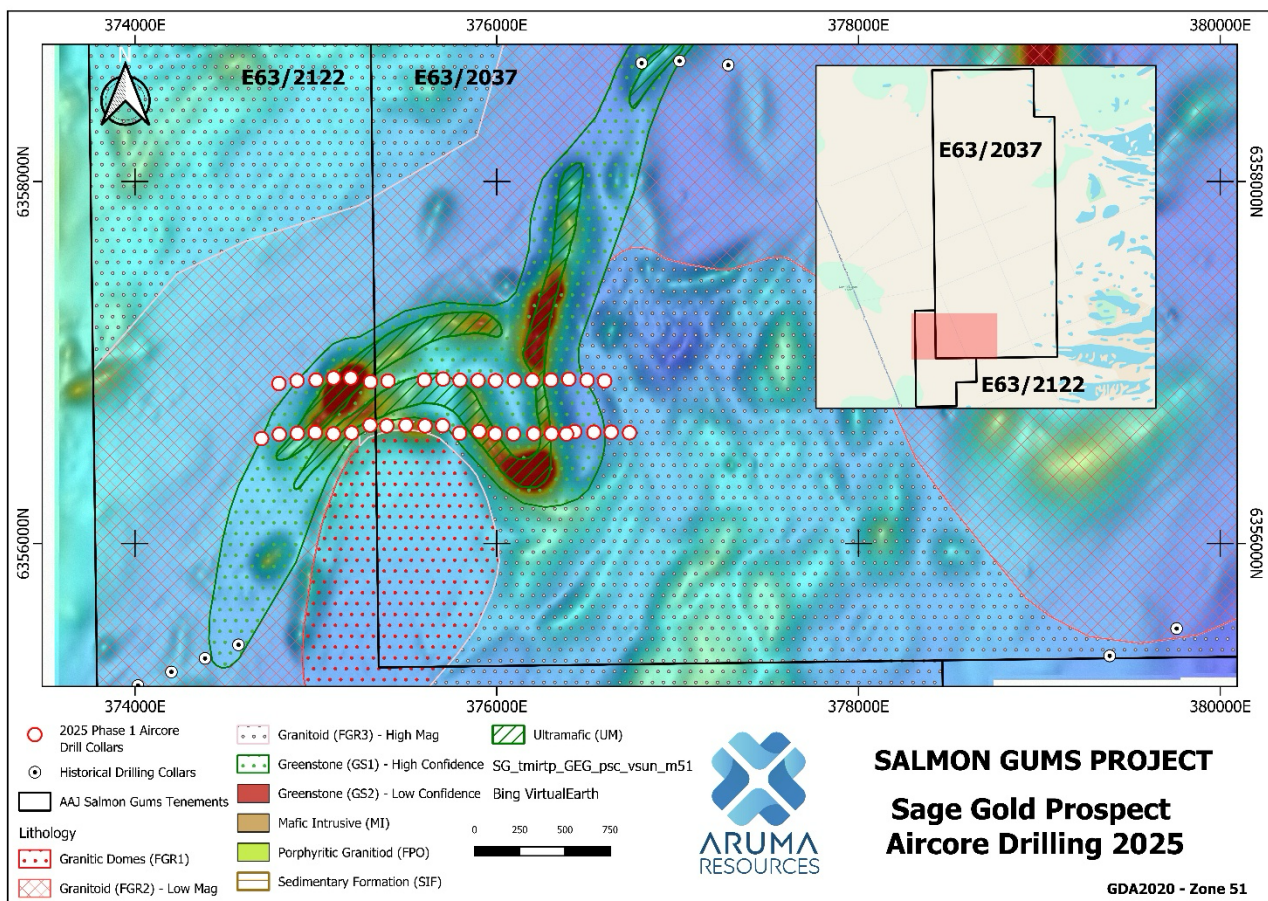 374000E
376000E
378000E
380000E
N
E63/2122
E63/2037
6358000N
6358000N
E63/2037
E63/2122
6356000N
6356000N
374000E
376000E
378000E
380000E
2025 Phase 1 Aircore
Drill Collars
Historical Drilling Collars
AAJ Salmon Gums Tenements
Lithology
Granitic Domes (FGR1)
Granitoid (FGR2) - Low Mag
Granitoid (FGR3) - High Mag
Greenstone (GS1) - High Confidence
Greenstone (GS2) - Low Confidence
Mafic Intrusive (MI)
Porphyritic Granitiod (FPO)
Sedimentary Formation (SIF)
Ultramafic (UM)
SG_tmirtp_GEG_psc_vsun_m51
Bing VirtualEarth
0 250 500 750
ARUMA
RESOURCES
SALMON GUMS PROJECT
Sage Gold Prospect
Aircore Drilling 2025
GDA2020 - Zone 51